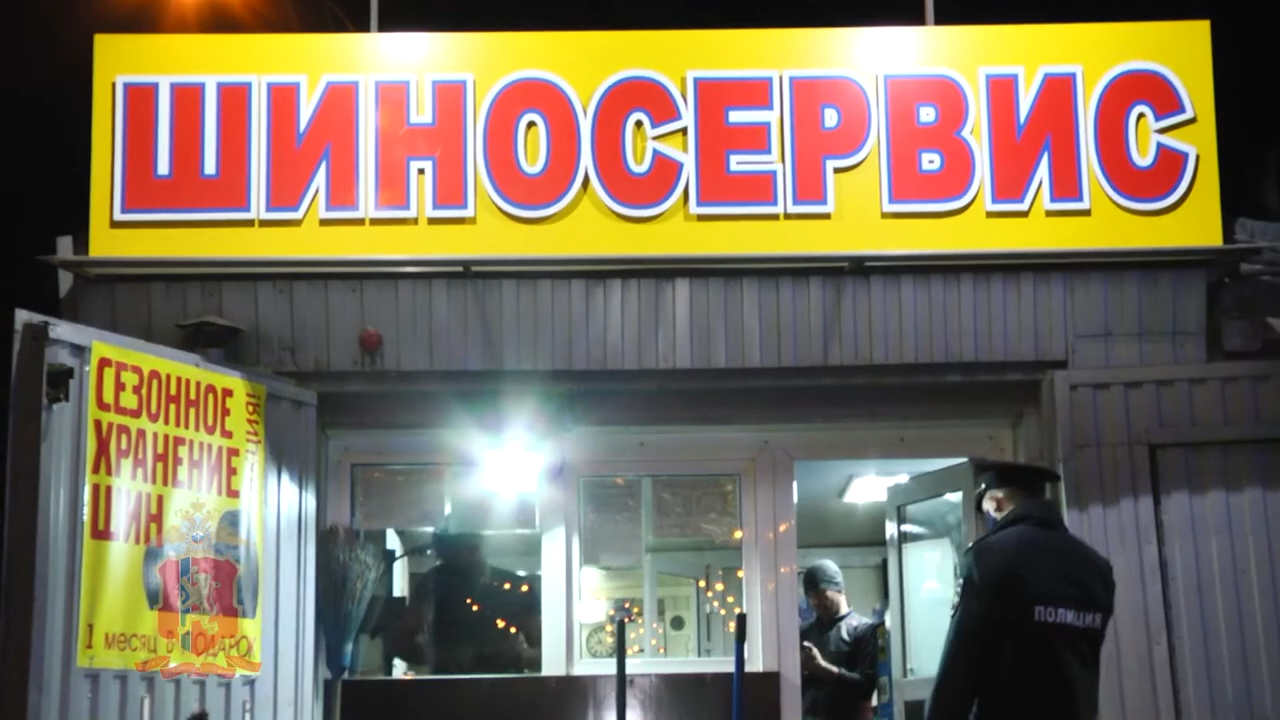 ШИНОСЕРВИС
СЕЗОННОЕ
ХРАНЕНИЕ
ШИН
1 месяц в ПОДАРОК
ПОЛИЦИЯ